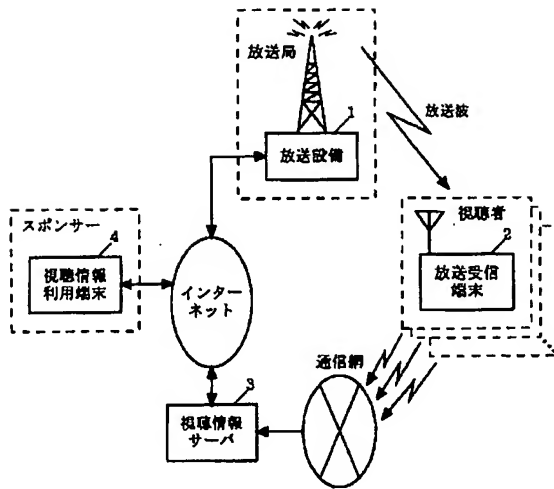 放送局
1
放送設備
放送波
スポンサー
4
視聴情報
利用端末
インター
ネット
視聴者
2
放送受信
端末
通信網
3
視聴情報
サーバ